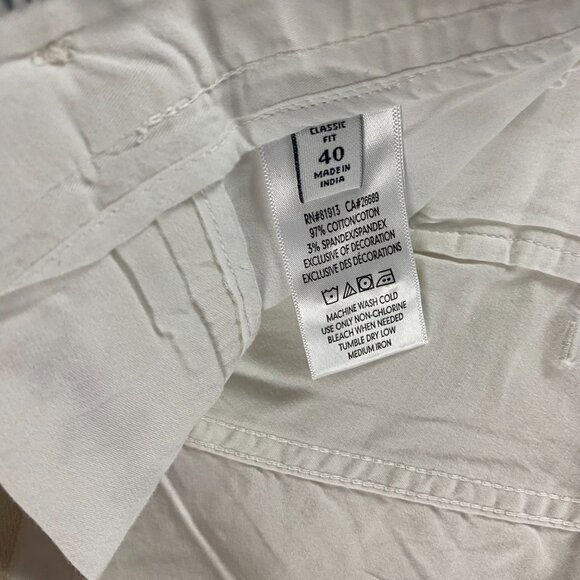 CLASSIC
FIT
40
MADE IN
INDIA
RN#81913 CA#28689
97% COTTON/COTON
3% SPANDEX/SPANDEX
EXCLUSIVE OF DECORATION
EXCLUSIVE DES DÉCORATIONS
MACHINE WASH COLD
USE ONLY NON-CHLORINE
BLEACH WHEN NEEDED
TUMBLE DRY LOW
MEDIUM IRON